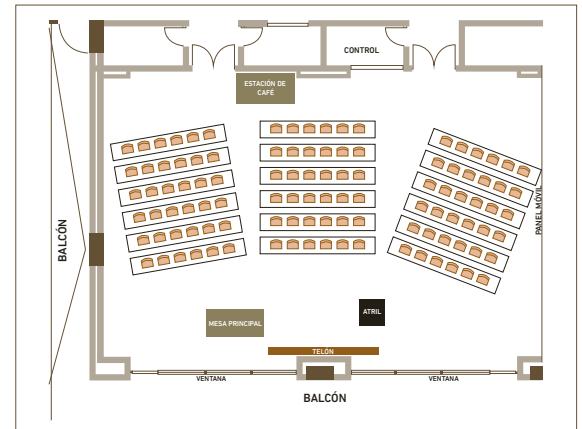 CONTROL
ESTACIÓN DE
CAFÉ
BALCÓN
PANEL MÓVIL
MESA PRINCIPAL
ATRIL
TELÓN
VENTANA
VENTANA
BALCÓN